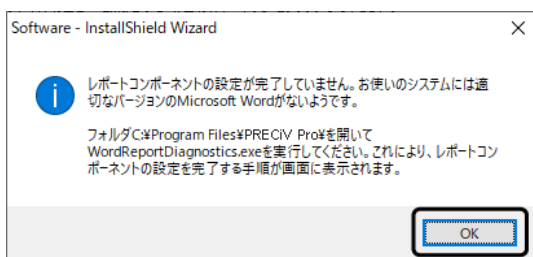 Software - InstallShield Wizard
レポートコンポーネントの設定が完了していません。お使いのシステムには適
切なバージョンのMicrosoft Wordがないようです。
フォルダC:¥Program Files¥PRECiV Pro¥を開いて
WordReportDiagnostics.exeを実行してください。これにより、レポートコン
ポーネントの設定を完了する手順が画面に表示されます。
OK